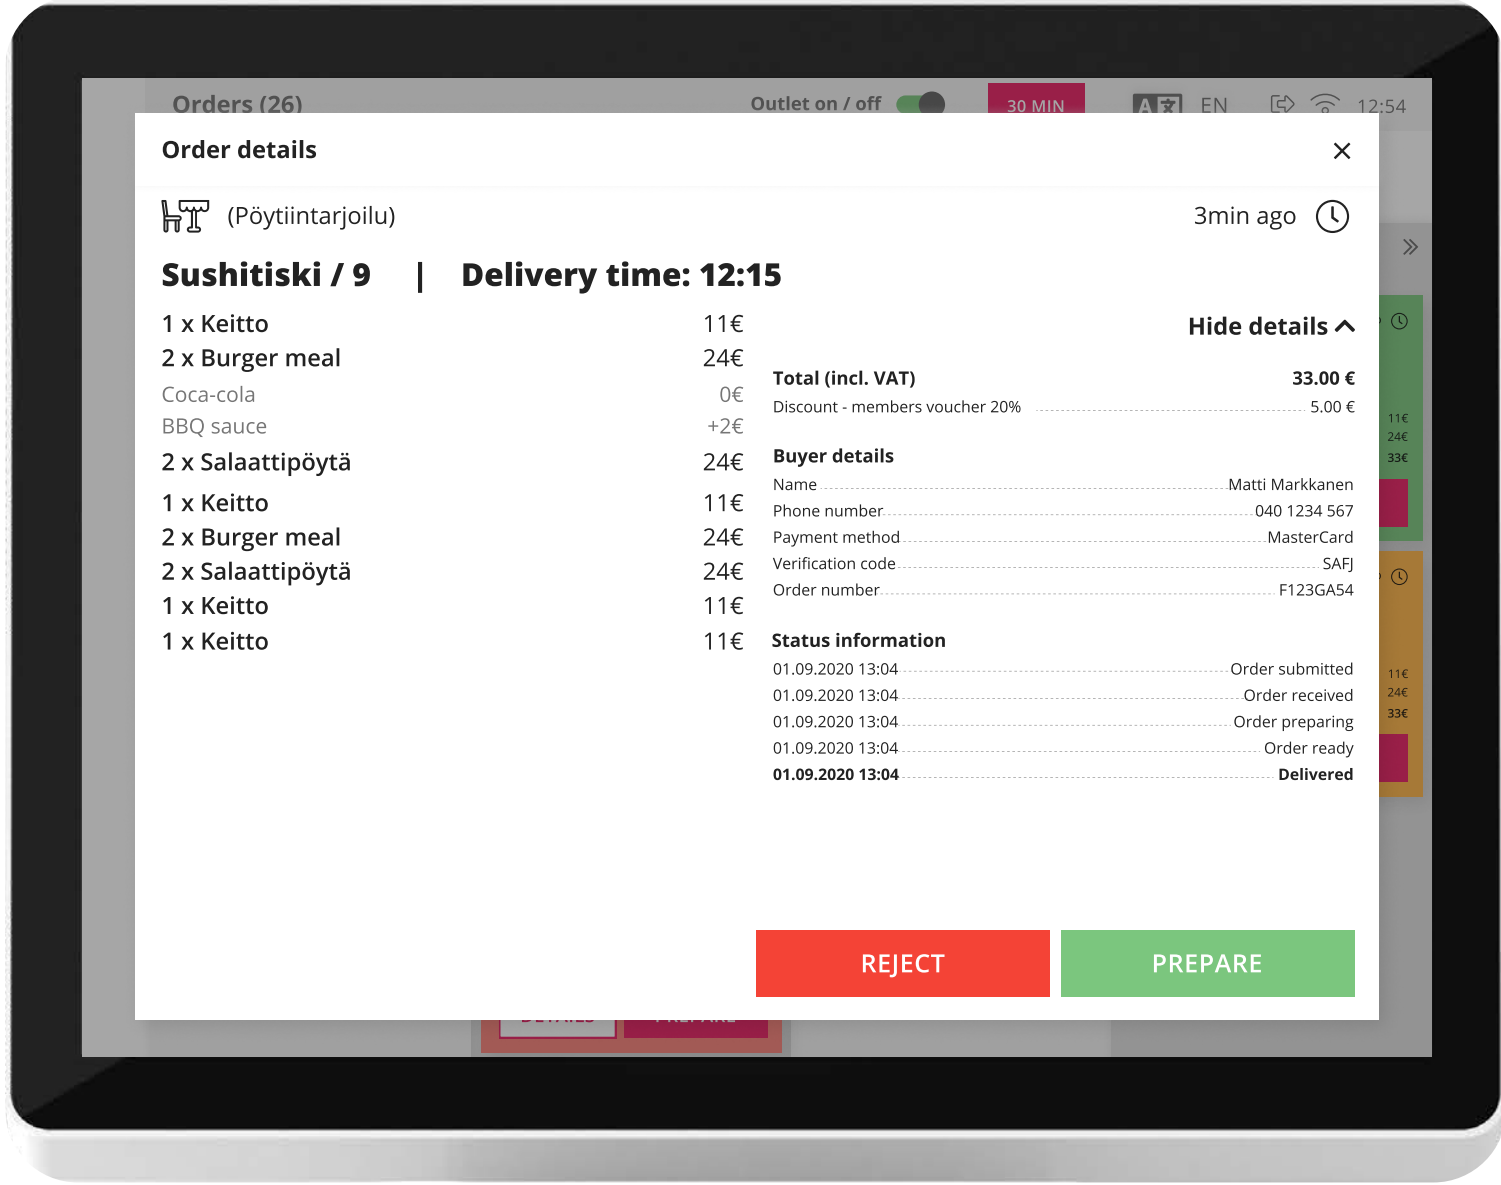 Orders (26) Outlet on / off 30 MIN A文 EN 12:54
Order details
(Pöytiintarjoilu) 3min ago
Sushitiski / 9 | Delivery time: 12:15
1 x Keitto 11€
2 x Burger meal 24€
Coca-cola 0€
BBQ sauce +2€
2 x Salaattipöytä 24€
1 x Keitto 11€
2 x Burger meal 24€
2 x Salaattipöytä 24€
1 x Keitto 11€
1 x Keitto 11€
Hide details
Total (incl. VAT) 33.00 €
Discount - members voucher 20% 5.00 €
Buyer details
Name Matti Markkanen
Phone number 040 1234 567
Payment method MasterCard
Verification code SAFJ
Order number F123GA54
Status information
01.09.2020 13:04 Order submitted
01.09.2020 13:04 Order received
01.09.2020 13:04 Order preparing
01.09.2020 13:04 Order ready
01.09.2020 13:04 Delivered
REJECT PREPARE
11€
24€
33€
11€
24€
33€
DETAILS PREPARE